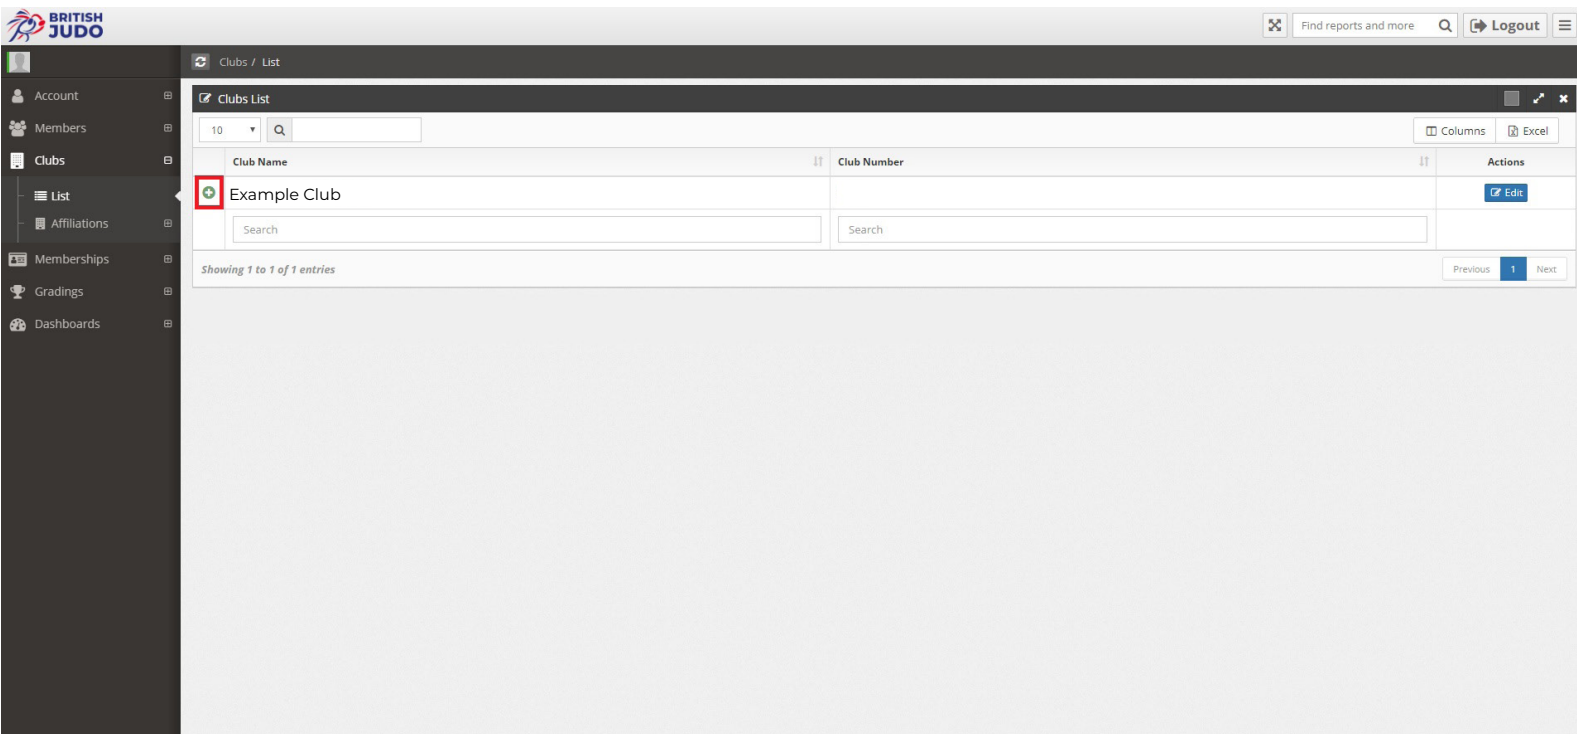 BRITISH
JUDO
Find reports and more
Logout
Clubs / List
Account
Members
Clubs
List
Affiliations
Memberships
Gradings
Dashboards
Clubs List
10
Columns
Excel
Club Name
Club Number
Actions
Example Club
Edit
Search
Search
Showing 1 to 1 of 1 entries
Previous 1 Next